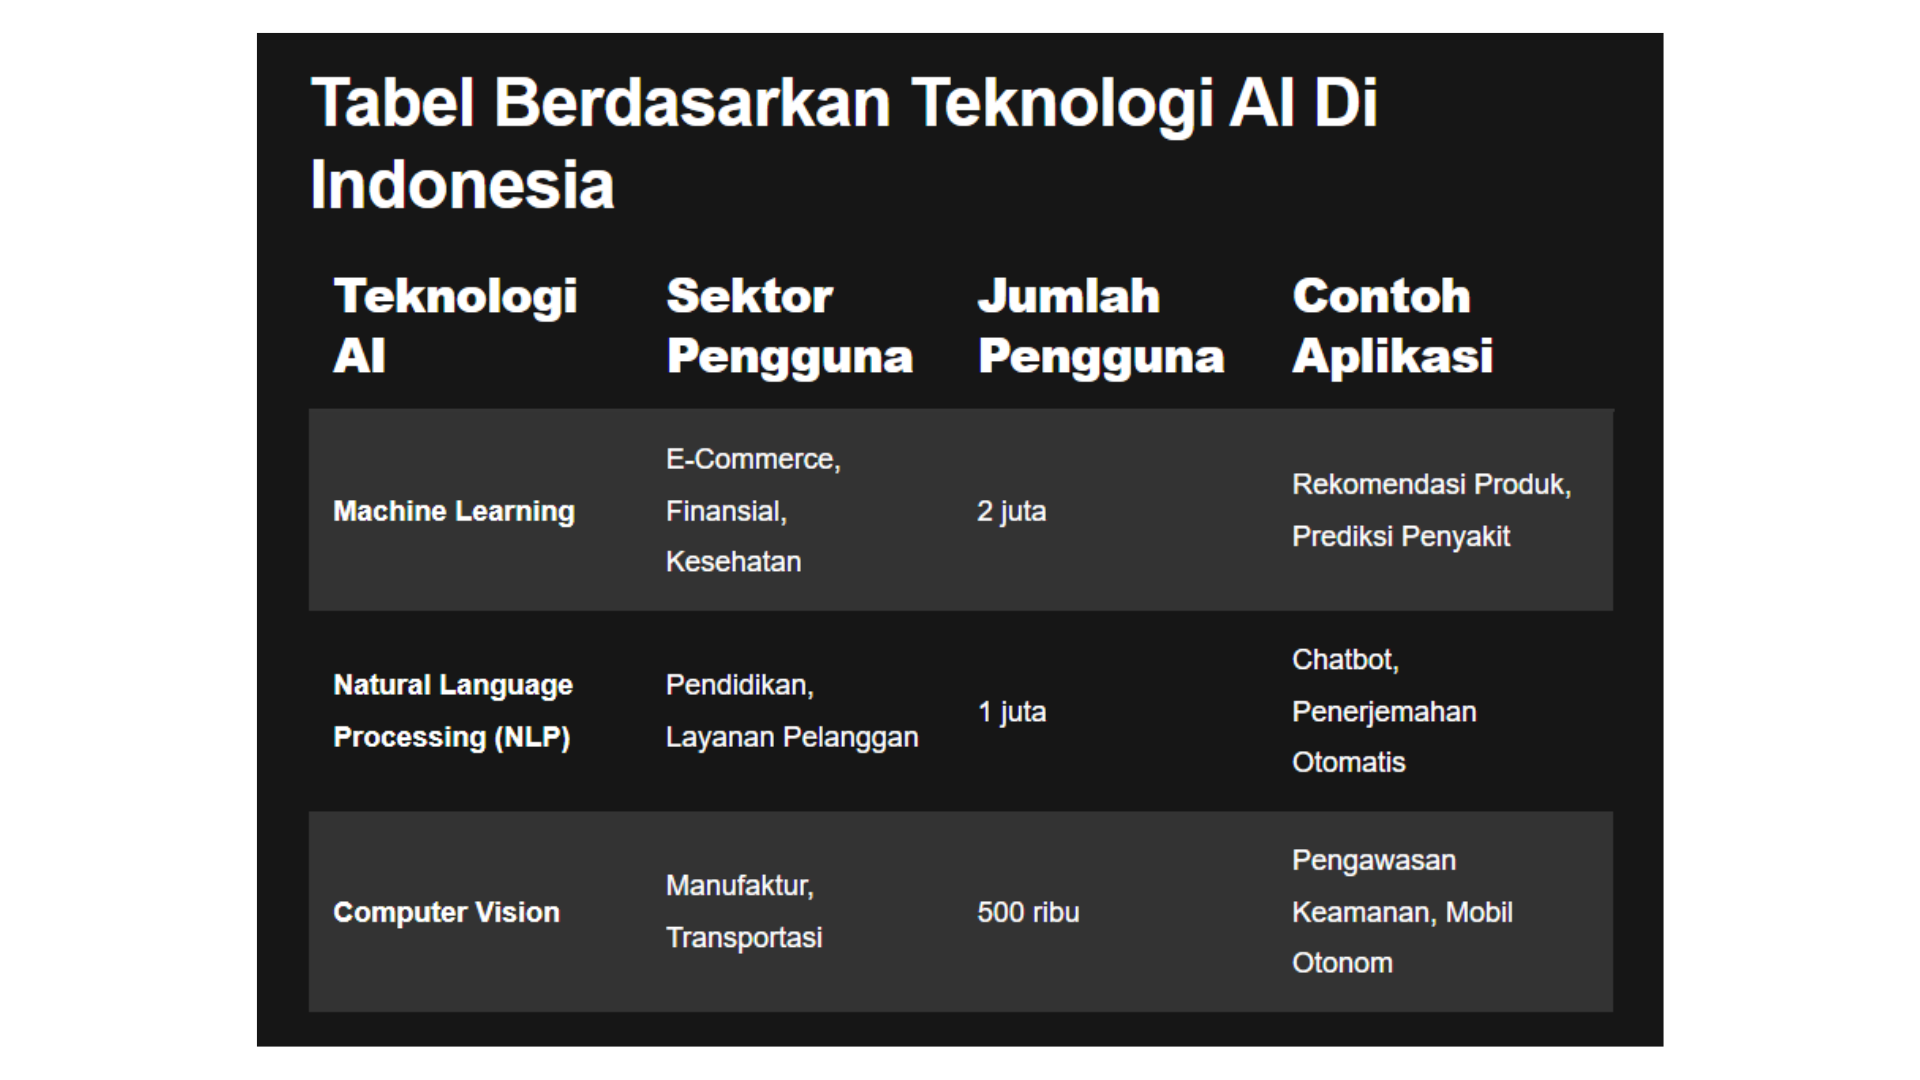 Tabel Berdasarkan Teknologi AI Di
Indonesia
Teknologi
AI
Sektor
Pengguna
Jumlah
Pengguna
Contoh
Aplikasi
Machine Learning
E-Commerce,
Finansial,
Kesehatan
2 juta
Rekomendasi Produk,
Prediksi Penyakit
Natural Language
Processing (NLP)
Pendidikan,
Layanan Pelanggan
1 juta
Chatbot,
Penerjemahan
Otomatis
Computer Vision
Manufaktur,
Transportasi
500 ribu
Pengawasan
Keamanan, Mobil
Otonom